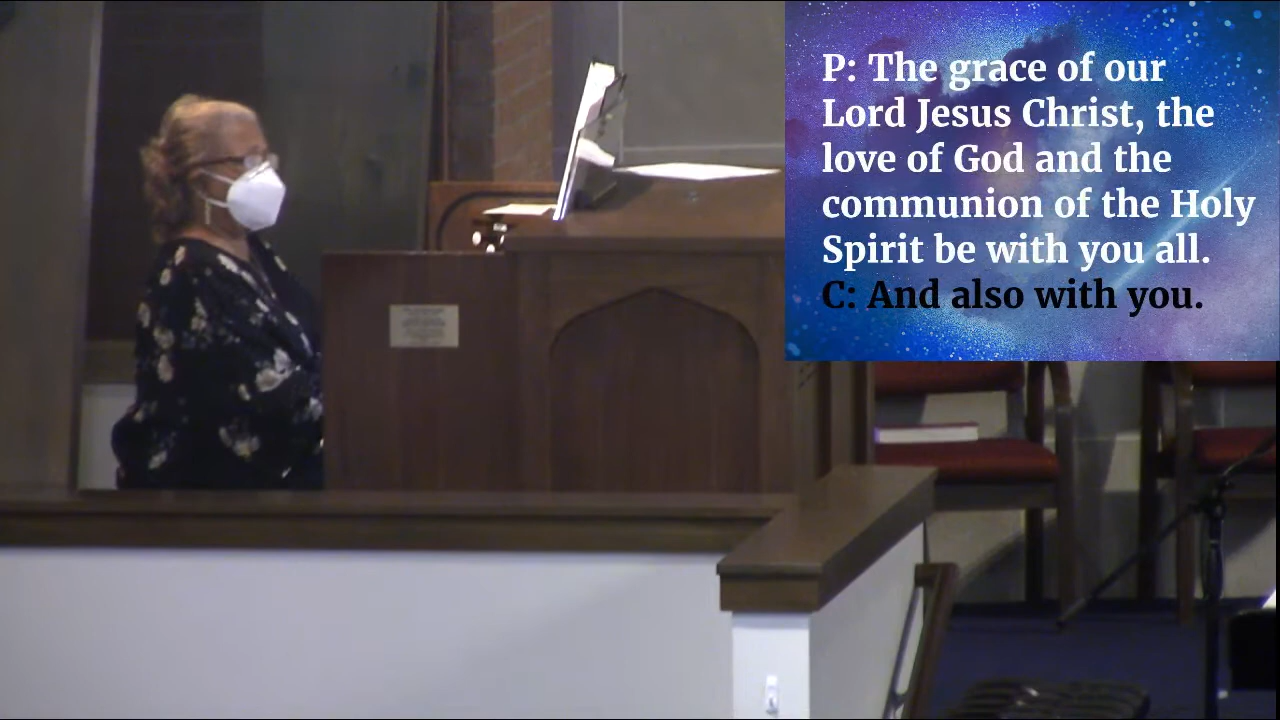 P: The grace of our
Lord Jesus Christ, the
love of God and the
communion of the Holy
Spirit be with you all.
C: And also with you.